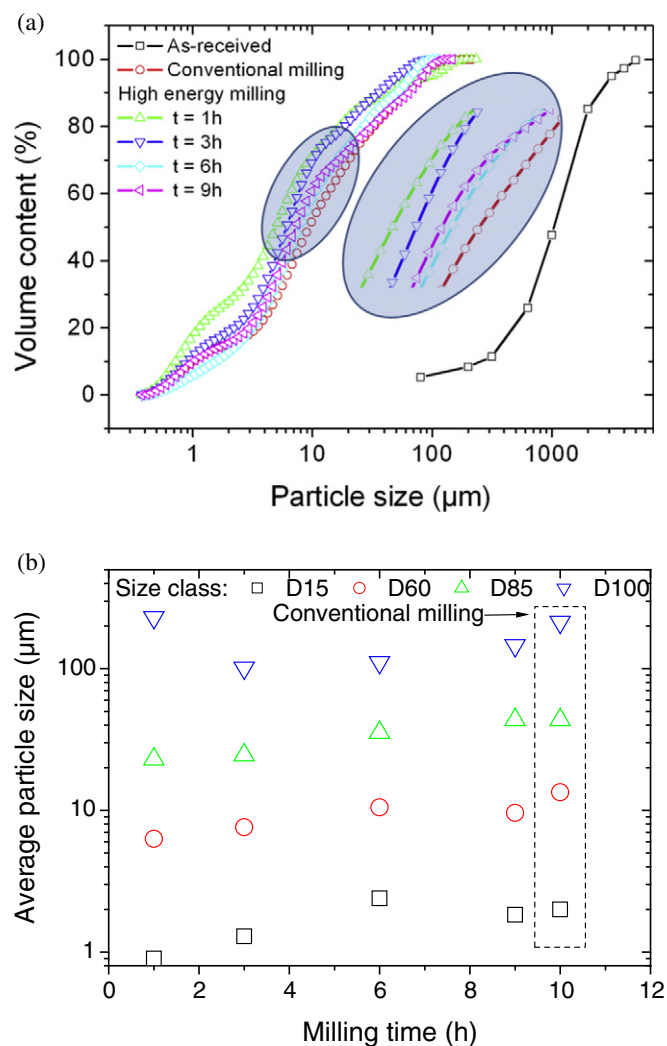 (a)
As-received
Conventional milling
High energy milling
t = 1h
t = 3h
t = 6h
t = 9h
100
80
60
40
20
0
Volume content (%)
1 10 100 1000
Particle size (µm)
(b)
Size class: D15 D60 D85 D100
Conventional milling
100
10
1
Average particle size (µm)
0 2 4 6 8 10 12
Milling time (h)